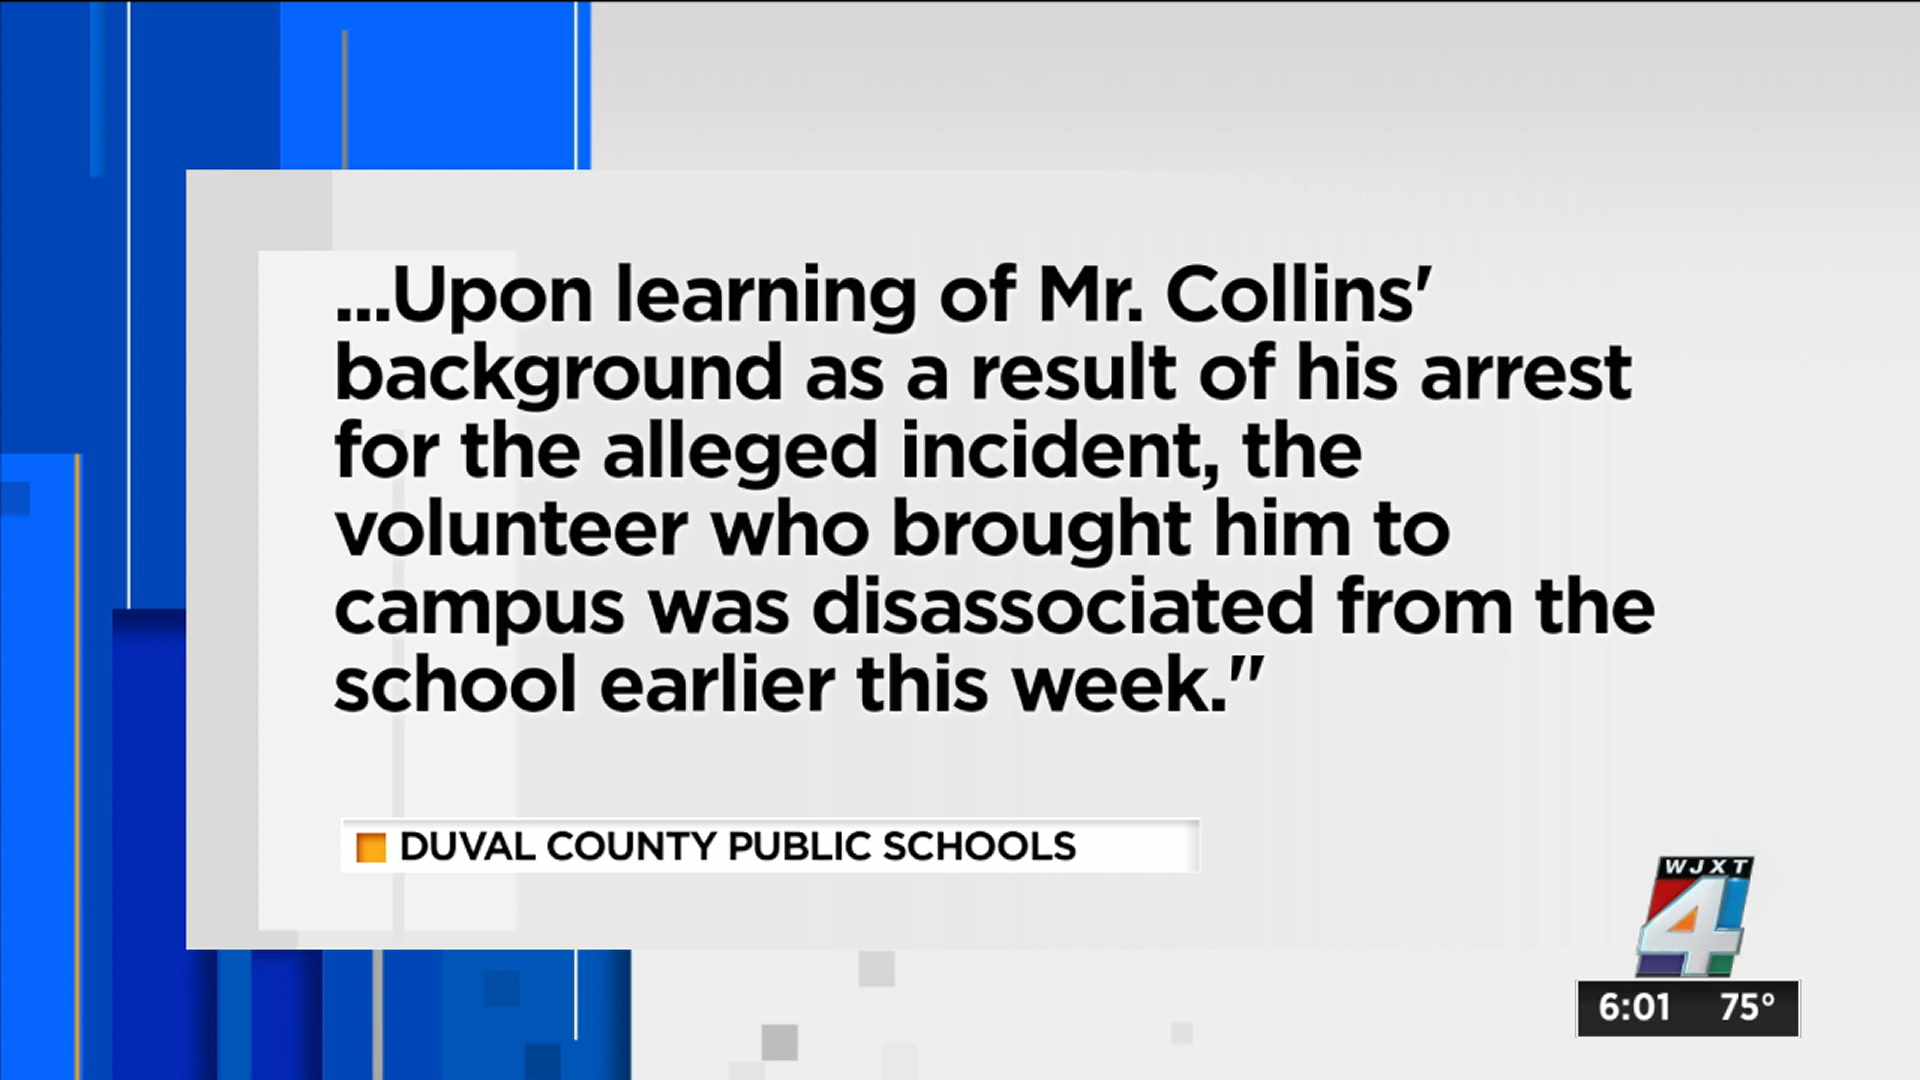 ...Upon learning of Mr. Collins'
background as a result of his arrest
for the alleged incident, the
volunteer who brought him to
campus was disassociated from the
school earlier this week."
DUVAL COUNTY PUBLIC SCHOOLS
WJXT
4
6:01 75°